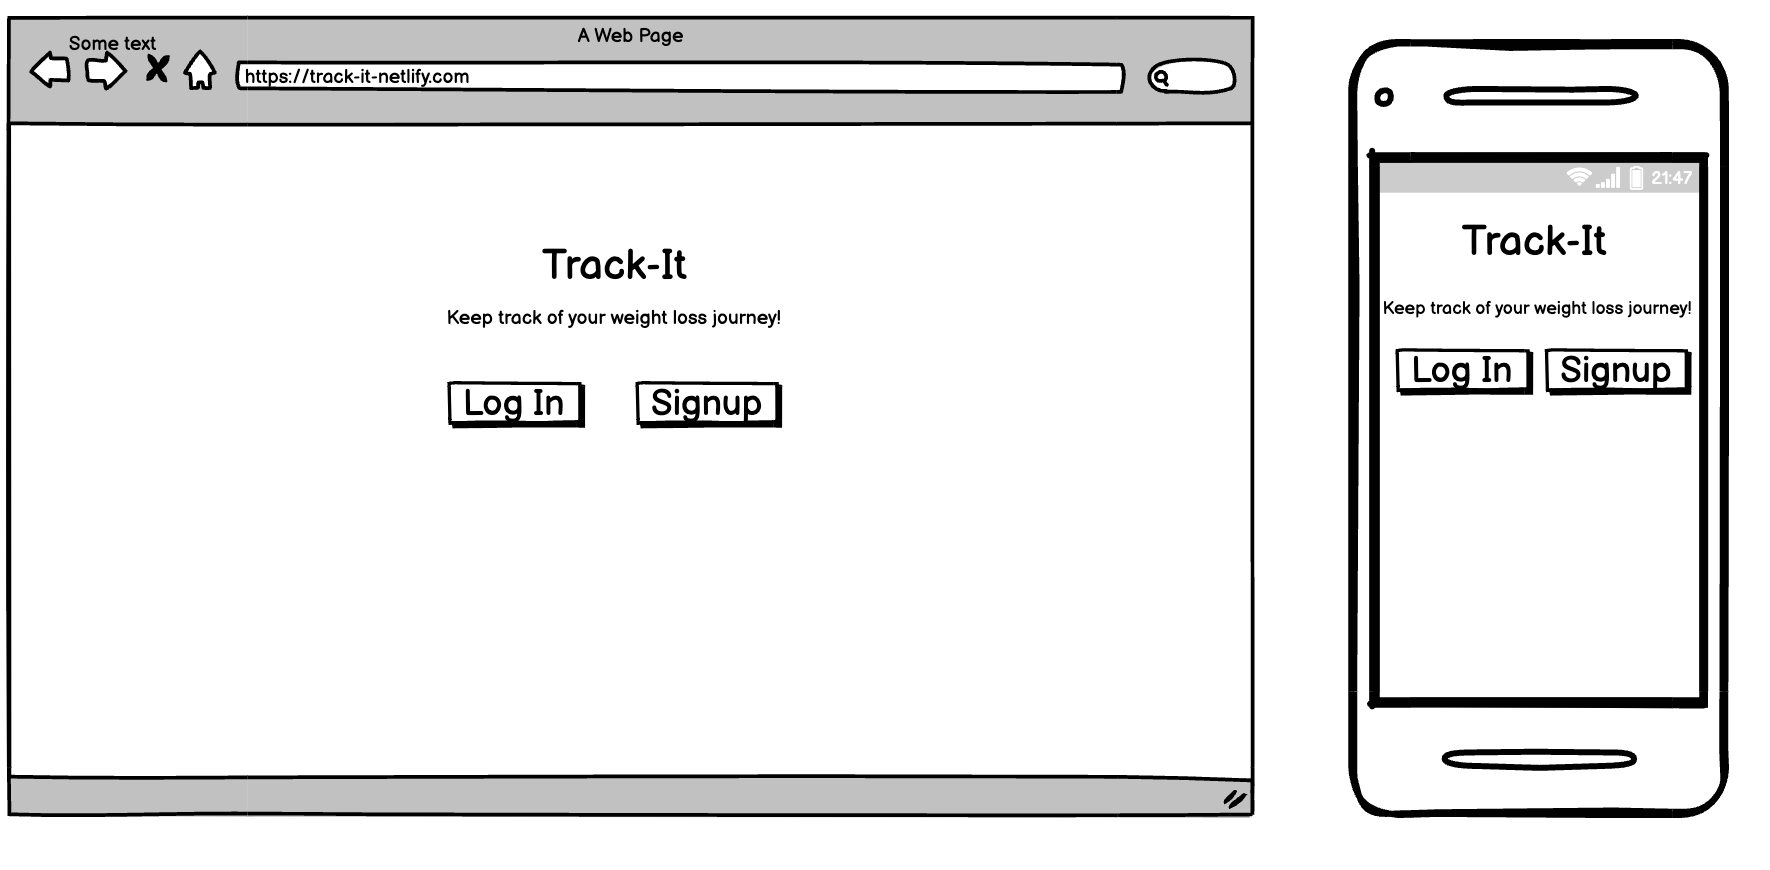 A Web Page
Some text
https://track-it-netlify.com
Track-It
Keep track of your weight loss journey!
Log In
Signup
21:47
Track-It
Keep track of your weight loss journey!
Log In
Signup